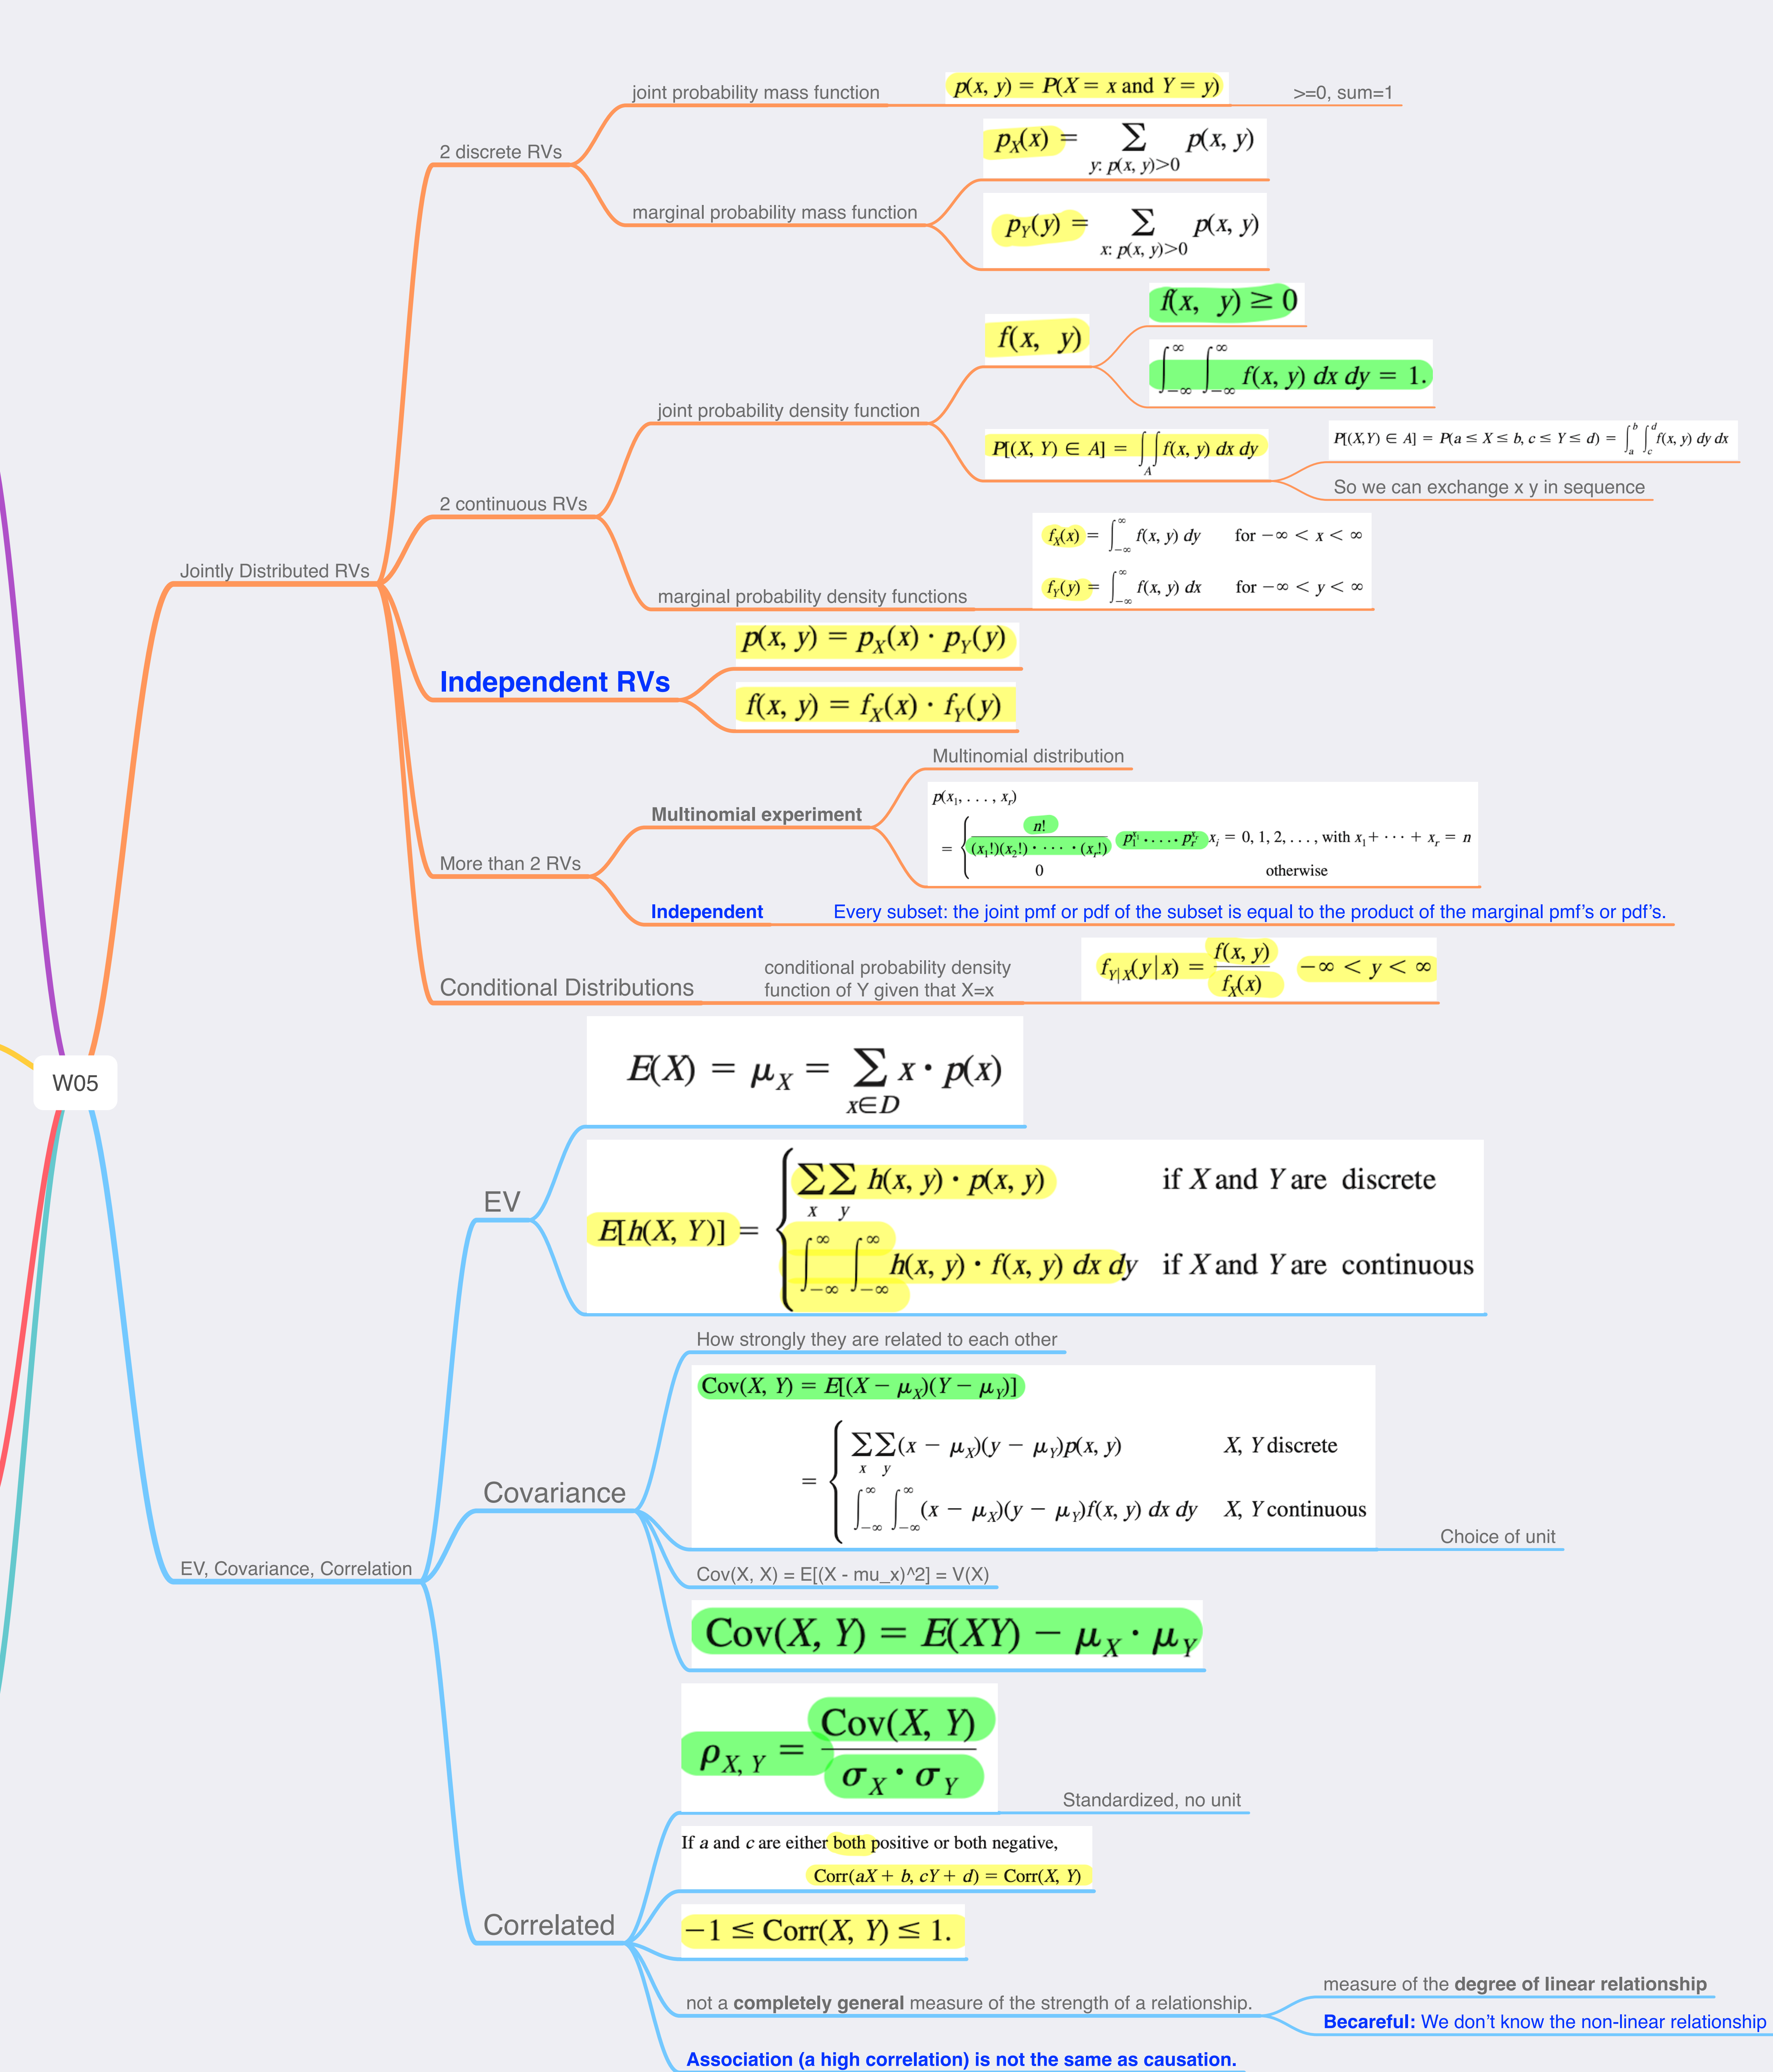 W05
Jointly Distributed RVs
2 discrete RVs
joint probability mass function
p(x, y) = P(X = x and Y = y)
>=0, sum=1
marginal probability mass function
p_X(x) = ∑_{y: p(x, y)>0} p(x, y)
p_Y(y) = ∑_{x: p(x, y)>0} p(x, y)
2 continuous RVs
joint probability density function
f(x, y)
f(x, y) ≥ 0
∫_{−∞}^{∞} ∫_{−∞}^{∞} f(x, y) dx dy = 1.
P[(X, Y) ∈ A] = ∫∫_A f(x, y) dx dy
P[(X,Y) ∈ A] = P(a ≤ X ≤ b, c ≤ Y ≤ d) = ∫_a^b ∫_c^d f(x, y) dy dx
So we can exchange x y in sequence
marginal probability density functions
f_X(x) = ∫_{−∞}^{∞} f(x, y) dy for −∞ < x < ∞
f_Y(y) = ∫_{−∞}^{∞} f(x, y) dx for −∞ < y < ∞
Independent RVs
p(x, y) = p_X(x) · p_Y(y)
f(x, y) = f_X(x) · f_Y(y)
More than 2 RVs
Multinomial experiment
Multinomial distribution
p(x_1, . . . , x_r)
= { n! / (x_1!)(x_2!) · · · · · (x_r!) p_1^{x_1} . . . . . p_r^{x_r} x_i = 0, 1, 2, . . . , with x_1 + · · · + x_r = n
0 otherwise
Independent
Every subset: the joint pmf or pdf of the subset is equal to the product of the marginal pmf's or pdf's.
Conditional Distributions
conditional probability density
function of Y given that X=x
f_{Y|X}(y|x) = f(x, y) / f_X(x) −∞ < y < ∞
EV, Covariance, Correlation
EV
E(X) = μ_X = ∑_{x∈D} x · p(x)
E[h(X, Y)] = { ∑_x ∑_y h(x, y) · p(x, y) if X and Y are discrete
∫_{−∞}^{∞} ∫_{−∞}^{∞} h(x, y) · f(x, y) dx dy if X and Y are continuous
Covariance
How strongly they are related to each other
Cov(X, Y) = E[(X − μ_X)(Y − μ_Y)]
= { ∑_x ∑_y (x − μ_X)(y − μ_Y)p(x, y) X, Y discrete
∫_{−∞}^{∞} ∫_{−∞}^{∞} (x − μ_X)(y − μ_Y)f(x, y) dx dy X, Y continuous
Choice of unit
Cov(X, X) = E[(X - mu_x)^2] = V(X)
Cov(X, Y) = E(XY) − μ_X · μ_Y
Correlated
ρ_{X, Y} = Cov(X, Y) / σ_X · σ_Y
Standardized, no unit
If a and c are either both positive or both negative,
Corr(aX + b, cY + d) = Corr(X, Y)
−1 ≤ Corr(X, Y) ≤ 1.
not a completely general measure of the strength of a relationship.
measure of the degree of linear relationship
Becareful: We don't know the non-linear relationship
Association (a high correlation) is not the same as causation.